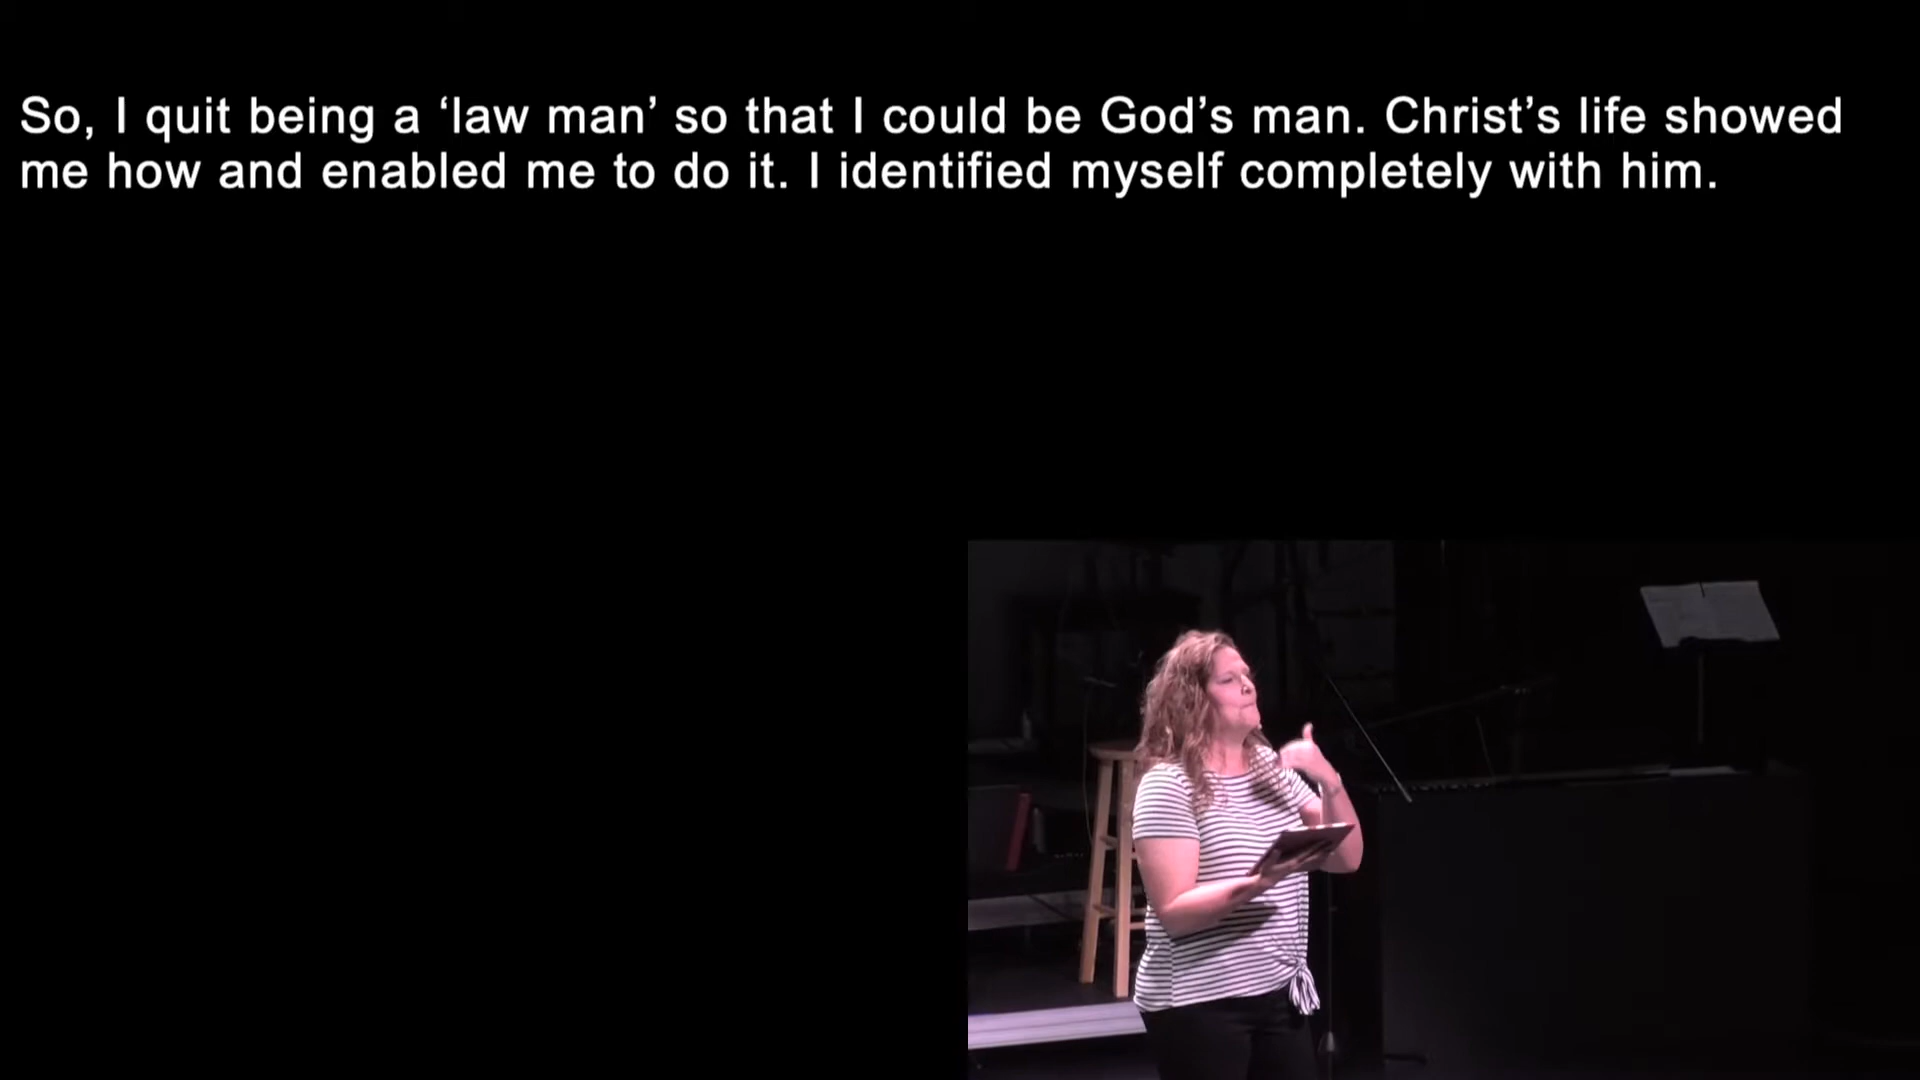 So, I quit being a ‘law man’ so that I could be God’s man. Christ’s life showed
me how and enabled me to do it. I identified myself completely with him.